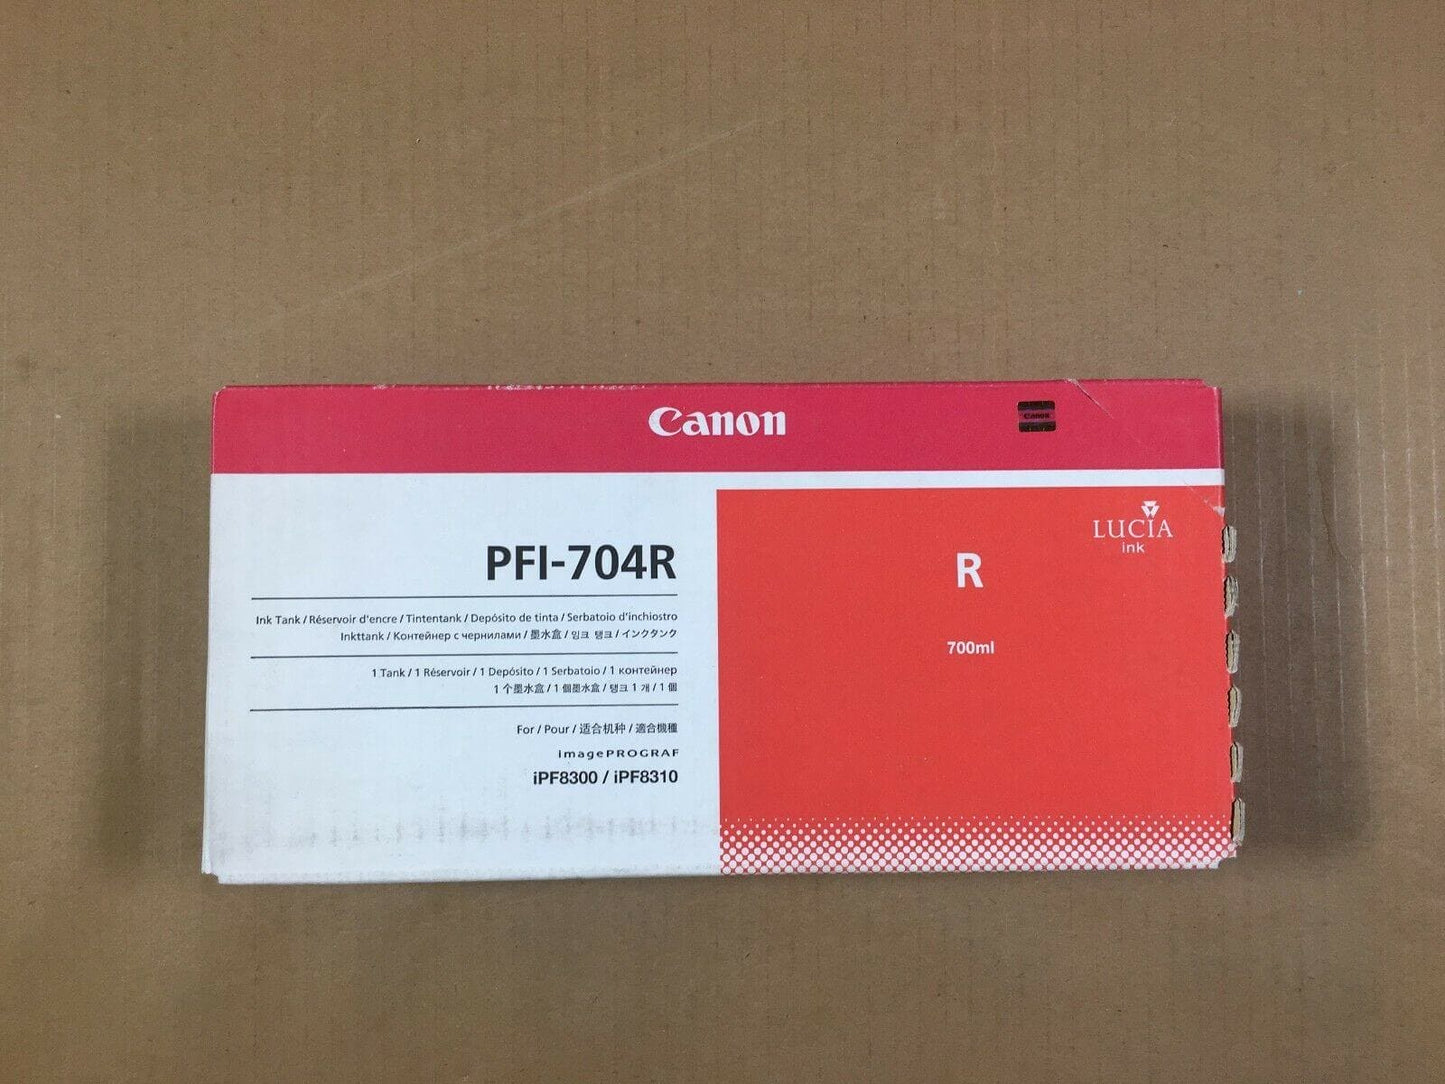 Canon
Canon
LUCIA
ink
PFI-704R
R
Ink Tank / Réservoir d'encre / Tintentank / Depósito de tinta / Serbatoio d'inchiostro
Inkttank / Контейнер с чернилами / 墨水盒 / 잉크 탱크 / インクタンク
700ml
1 Tank / 1 Réservoir / 1 Depósito / 1 Serbatoio / 1 контейнер
1 个墨水盒 / 1 個墨水盒 / 탱크 1 개 / 1 個
For / Pour / 适合机种 / 適合機種
imagePROGRAF
iPF8300 / iPF8310